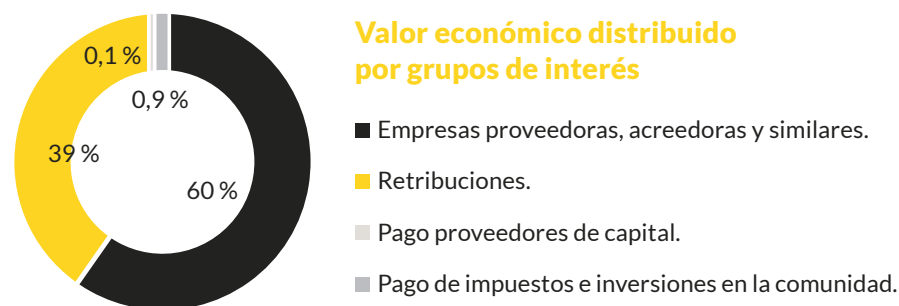 Valor económico distribuido
por grupos de interés
0,1 %
0,9 %
39 %
60 %
Empresas proveedoras, acreedoras y similares.
Retribuciones.
Pago proveedores de capital.
Pago de impuestos e inversiones en la comunidad.